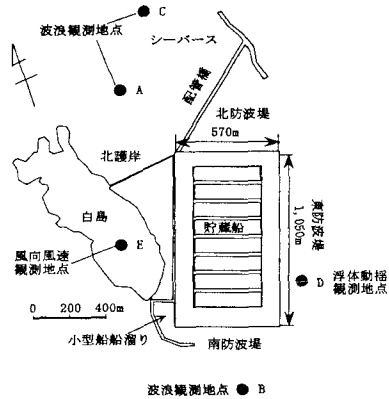 C
波浪観測地点
シーバース
A
配管橋
北防波堤
570m
北護岸
東防波堤
1,050m
白島
貯蔵船
風向風速
観測地点
E
D
浮体動揺
観測地点
0 200 400m
小型船船溜り
南防波堤
波浪観測地点 B